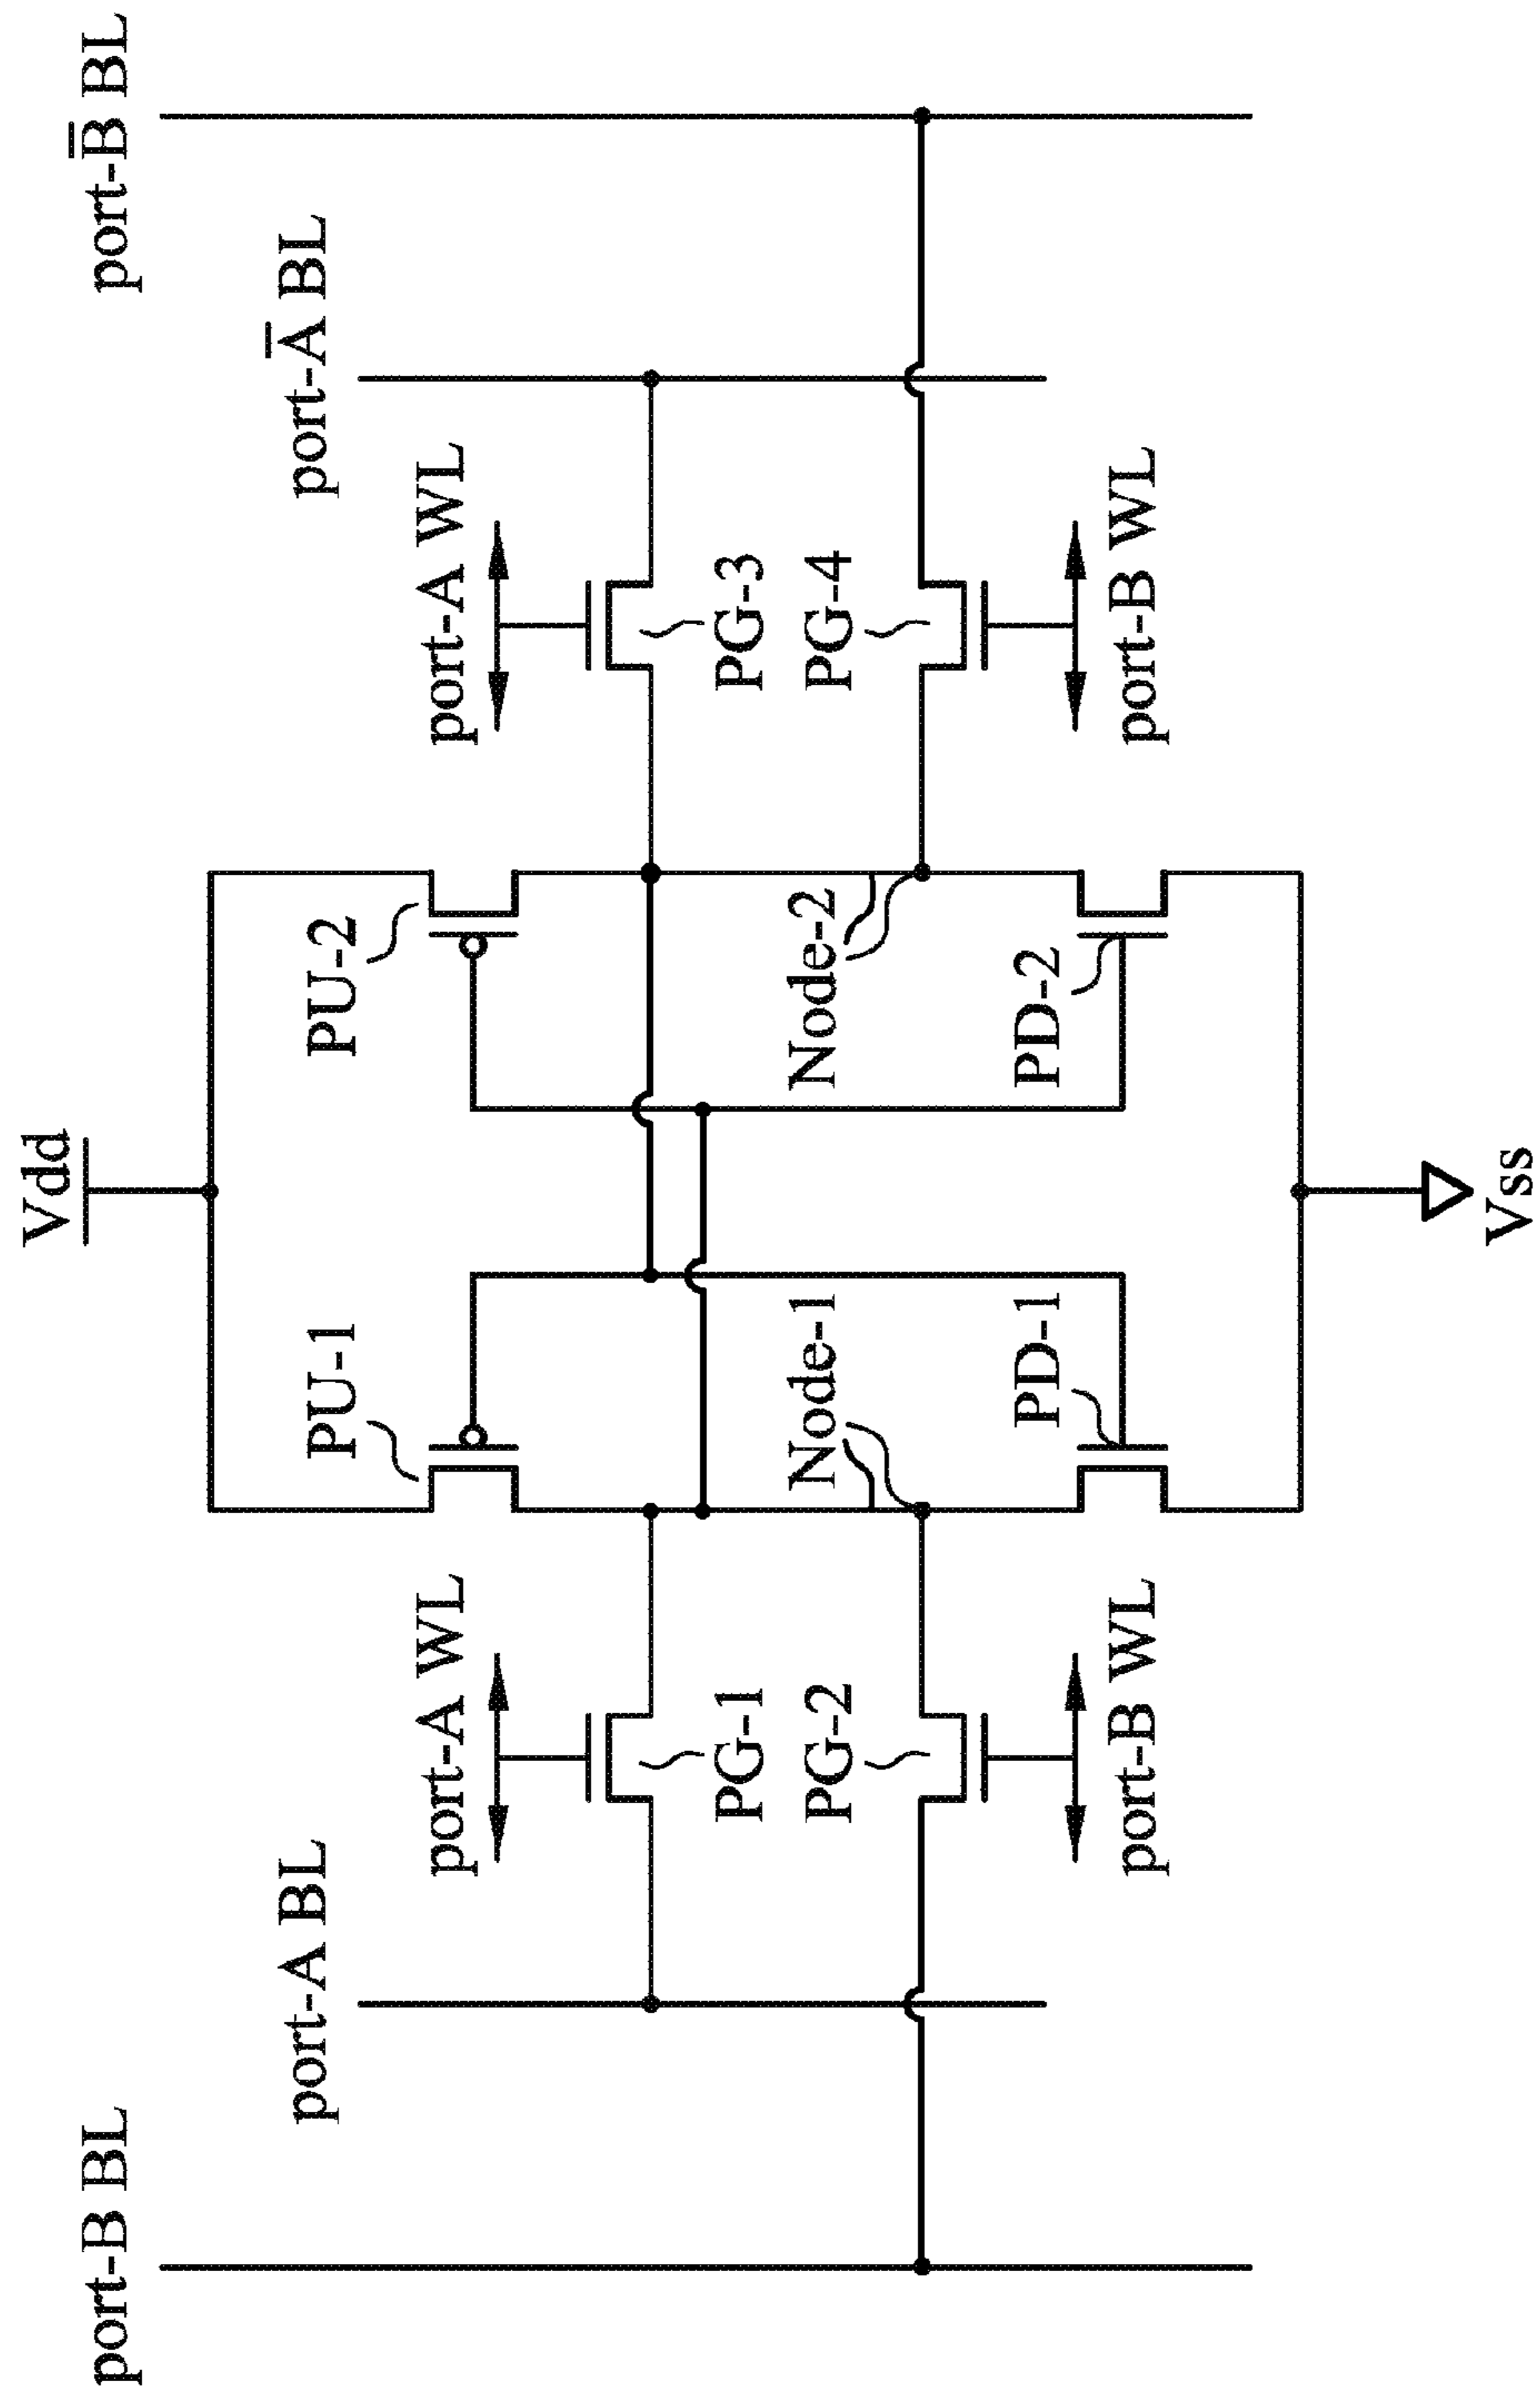 Vdd
port-B BL
port-B̅ BL
port-A BL
port-A̅ BL
PU-1
PU-2
port-A WL
port-A WL
PG-1
PG-3
PG-2
Node-1
Node-2
PG-4
PD-1
PD-2
port-B WL
port-B WL
Vss